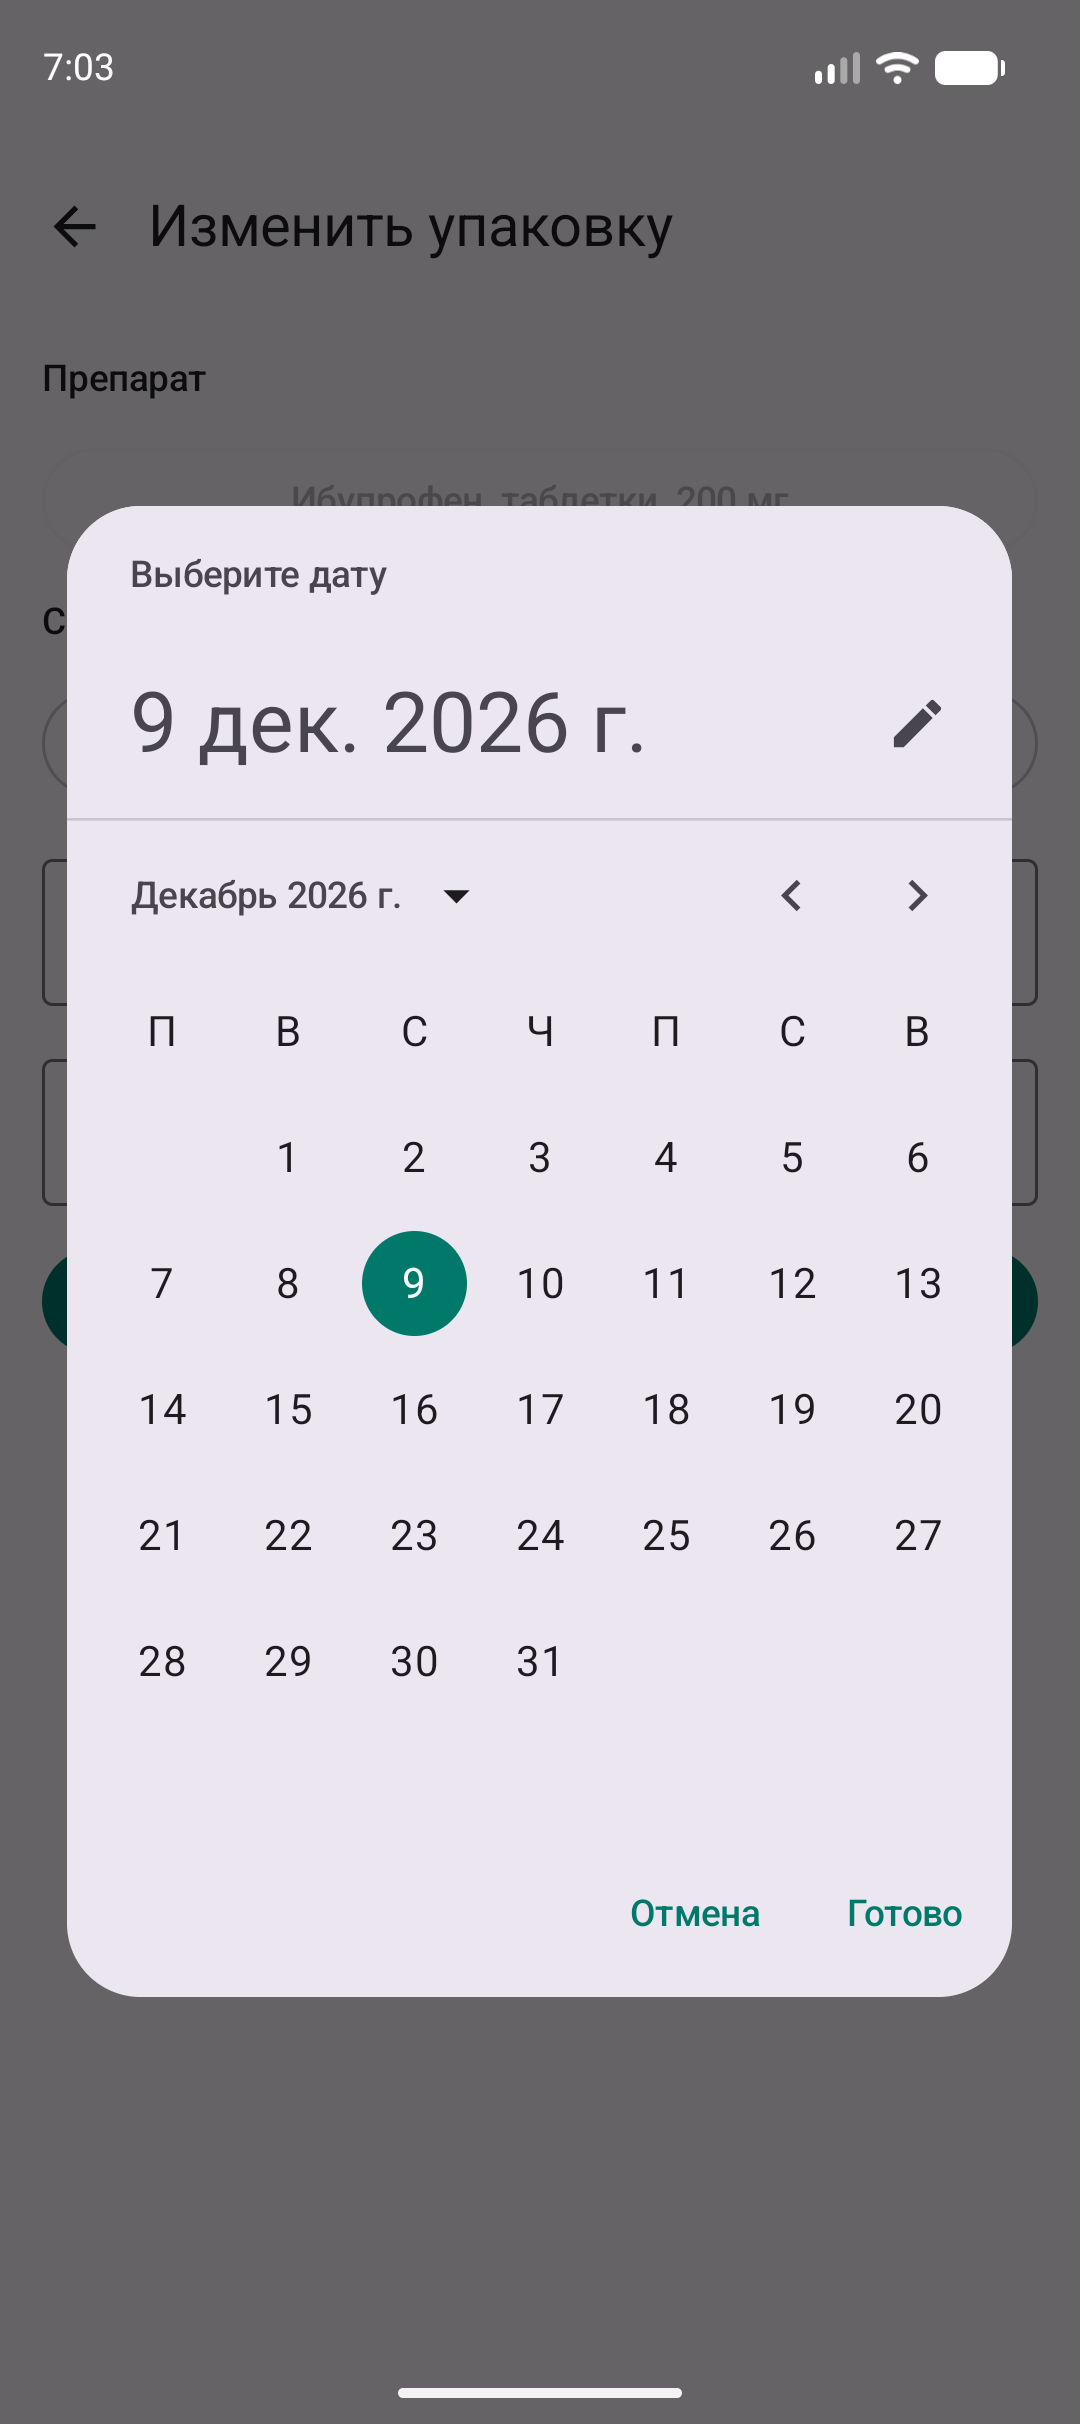 7:03
Изменить упаковку
Препарат
Ибупрофен, таблетки, 200 мг
С
Выберите дату
9 дек. 2026 г.
Декабрь 2026 г.
П В С Ч П С В
1 2 3 4 5 6
7 8 9 10 11 12 13
14 15 16 17 18 19 20
21 22 23 24 25 26 27
28 29 30 31
Отмена Готово